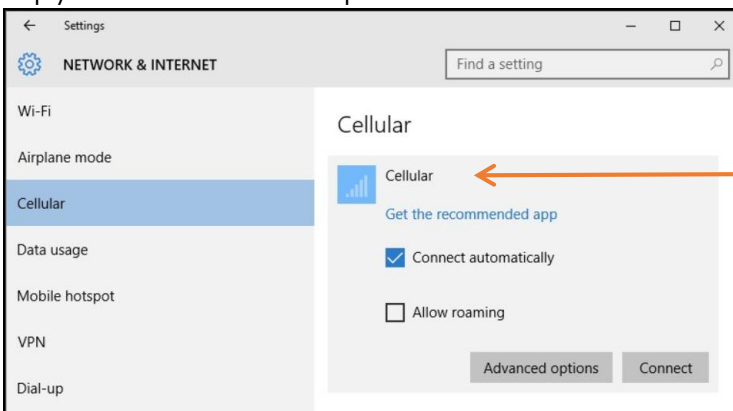 Settings
NETWORK & INTERNET
Find a setting
Wi-Fi
Airplane mode
Cellular
Data usage
Mobile hotspot
VPN
Dial-up
Cellular
Cellular
Get the recommended app
Connect automatically
Allow roaming
Advanced options
Connect